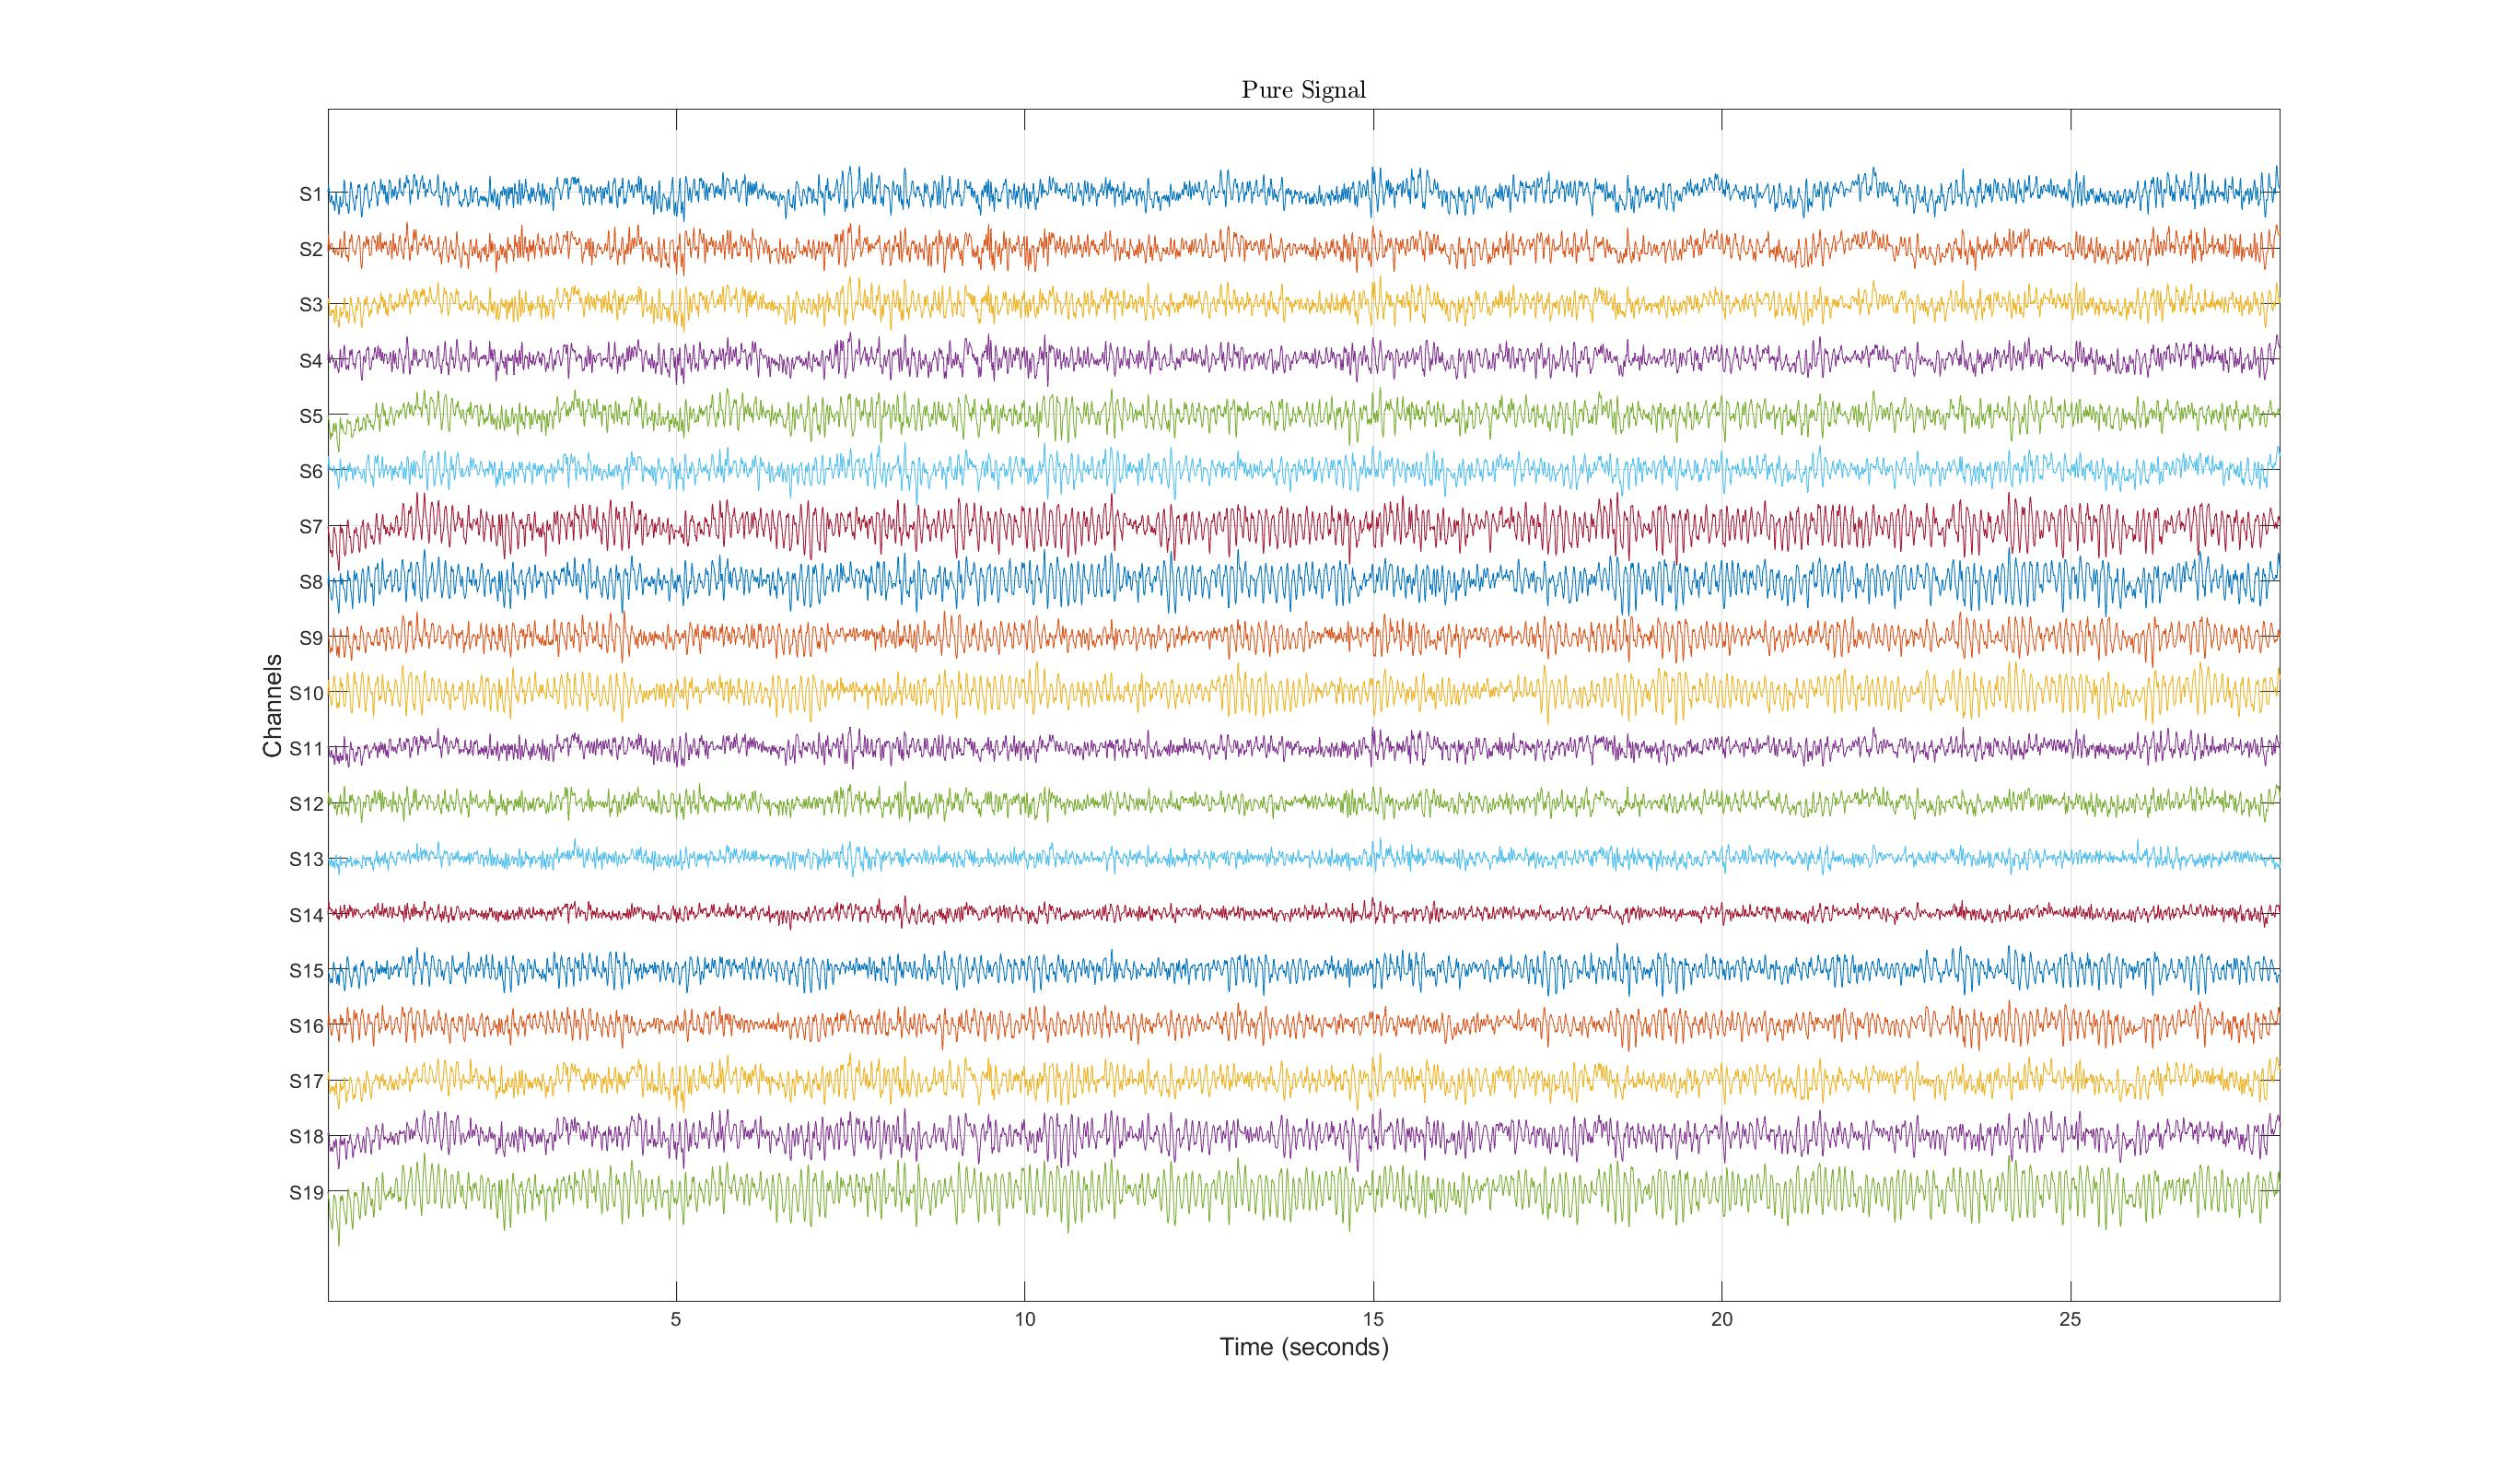 Pure Signal
Channels
S1
S2
S3
S4
S5
S6
S7
S8
S9
S10
S11
S12
S13
S14
S15
S16
S17
S18
S19
5 10 15 20 25
Time (seconds)